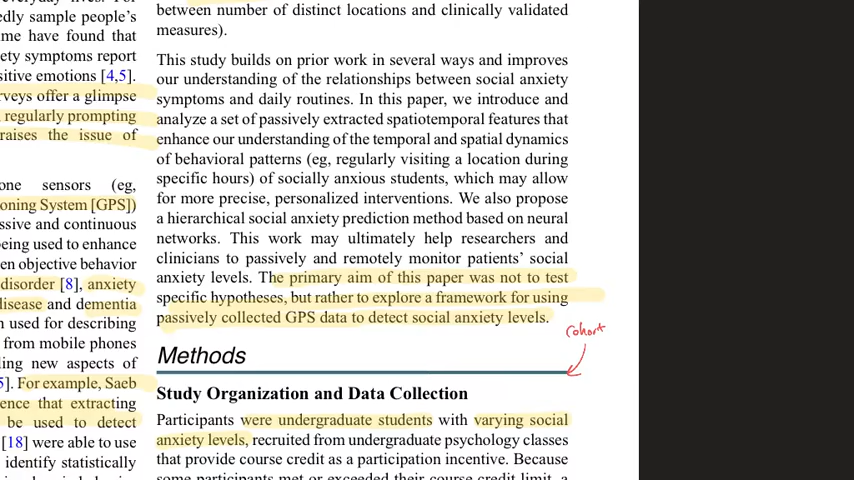 edly sample people's
me have found that
ety symptoms report
sitive emotions [4,5].
rveys offer a glimpse
regularly prompting
raises the issue of
one sensors (eg,
oning System [GPS])
ssive and continuous
being used to enhance
en objective behavior
disorder [8], anxiety
disease and dementia
n used for describing
from mobile phones
ling new aspects of
5]. For example, Saeb
ence that extracting
be used to detect
[18] were able to use
identify statistically
between number of distinct locations and clinically validated
measures).
This study builds on prior work in several ways and improves
our understanding of the relationships between social anxiety
symptoms and daily routines. In this paper, we introduce and
analyze a set of passively extracted spatiotemporal features that
enhance our understanding of the temporal and spatial dynamics
of behavioral patterns (eg, regularly visiting a location during
specific hours) of socially anxious students, which may allow
for more precise, personalized interventions. We also propose
a hierarchical social anxiety prediction method based on neural
networks. This work may ultimately help researchers and
clinicians to passively and remotely monitor patients' social
anxiety levels. The primary aim of this paper was not to test
specific hypotheses, but rather to explore a framework for using
passively collected GPS data to detect social anxiety levels.
cohort
Methods
Study Organization and Data Collection
Participants were undergraduate students with varying social
anxiety levels, recruited from undergraduate psychology classes
that provide course credit as a participation incentive. Because
some participants met or exceeded their course credit limit, a